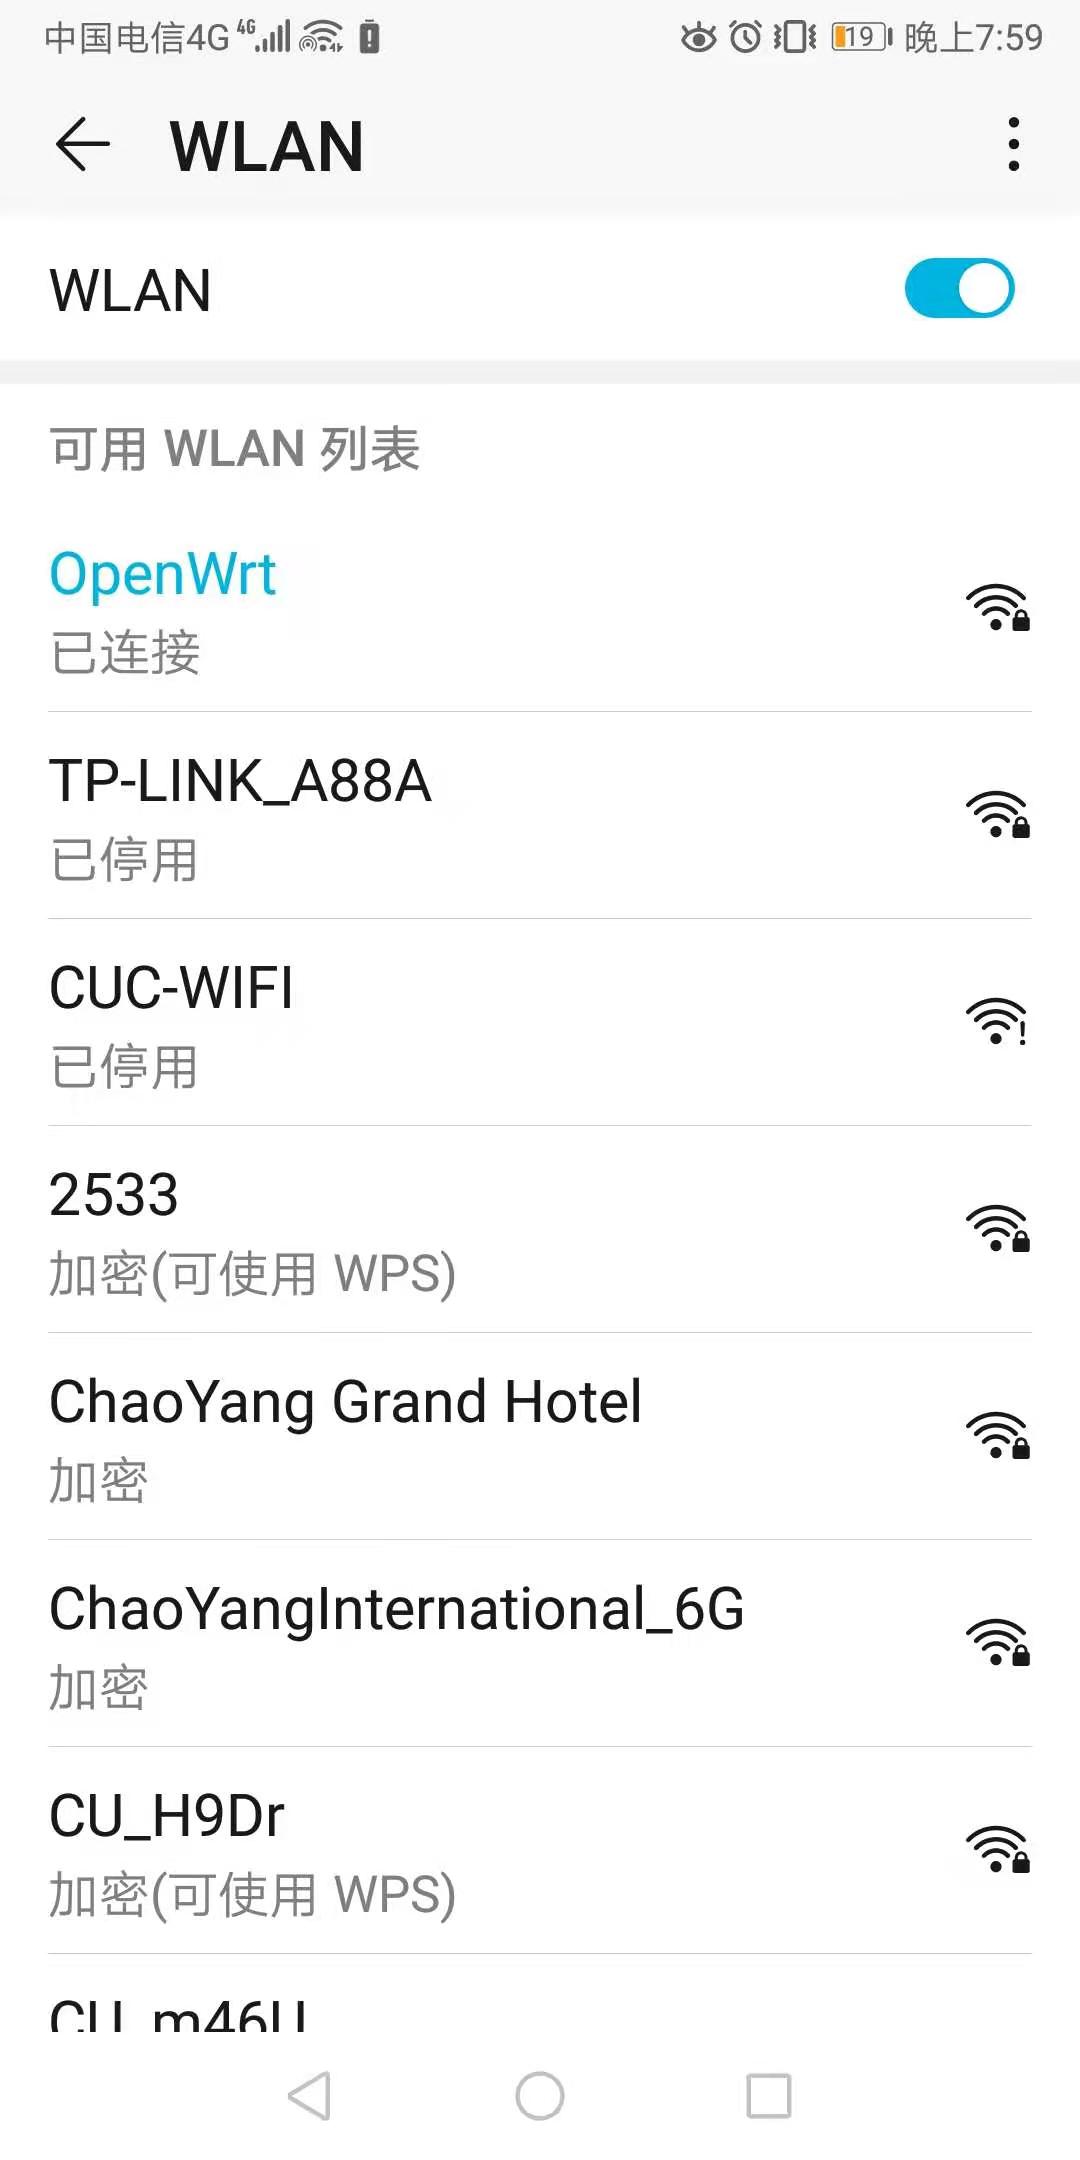 中国电信4G 4G 19 晚上7:59
WLAN
WLAN
可用 WLAN 列表
OpenWrt
已连接
TP-LINK_A88A
已停用
CUC-WIFI
已停用
2533
加密(可使用 WPS)
ChaoYang Grand Hotel
加密
ChaoYangInternational_6G
加密
CU_H9Dr
加密(可使用 WPS)
CU_m46U